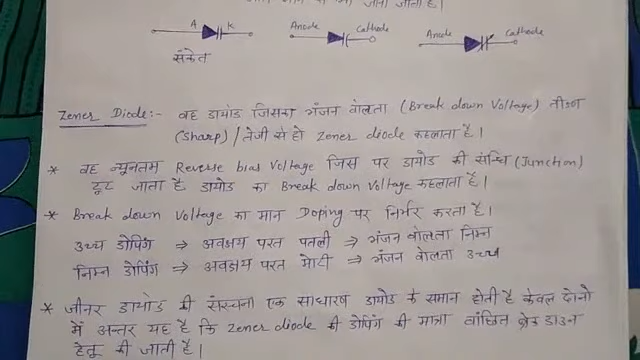 जाना जाता है।
A K
Anode Cathode
Anode Cathode
संकेत
Zener Diode:- वह डायोड जिसका भंजन वोलता (Break down Voltage) तीक्ष्ण
(Sharp) / तेजी से हो Zener diode कहलाता है।
* वह न्यूनतम Reverse bias Voltage जिस पर डायोड की संन्धि (Junction)
टूट जाता है डायोड का Break down Voltage कहलाता है।
* Break down Voltage का मान Doping पर निर्भर करता है।
उच्च डोपिंग ⇒ अवक्षय परत पतली ⇒ भंजन वोलता निम्न
निम्न डोपिंग ⇒ अवक्षय परत मोटी ⇒ भंजन वोलता उच्च
* जीनर डायोड की संरचना एक साधारण डायोड के समान होती है केवल दोनो
में अन्तर यह है कि Zener diode की डोपिंग की मात्रा वांछित ब्रेक डाउन
हेतू की जाती है।